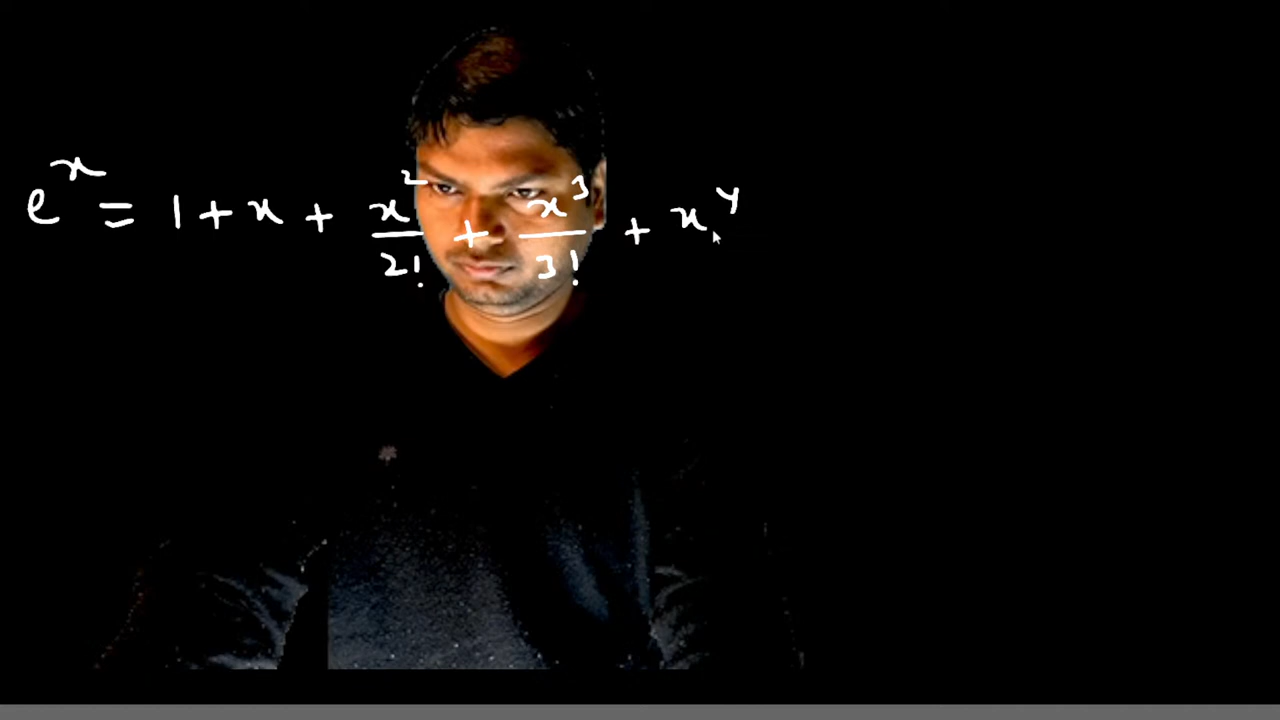 e^x = 1 + x + x^2/2! + x^3/3! + x^4